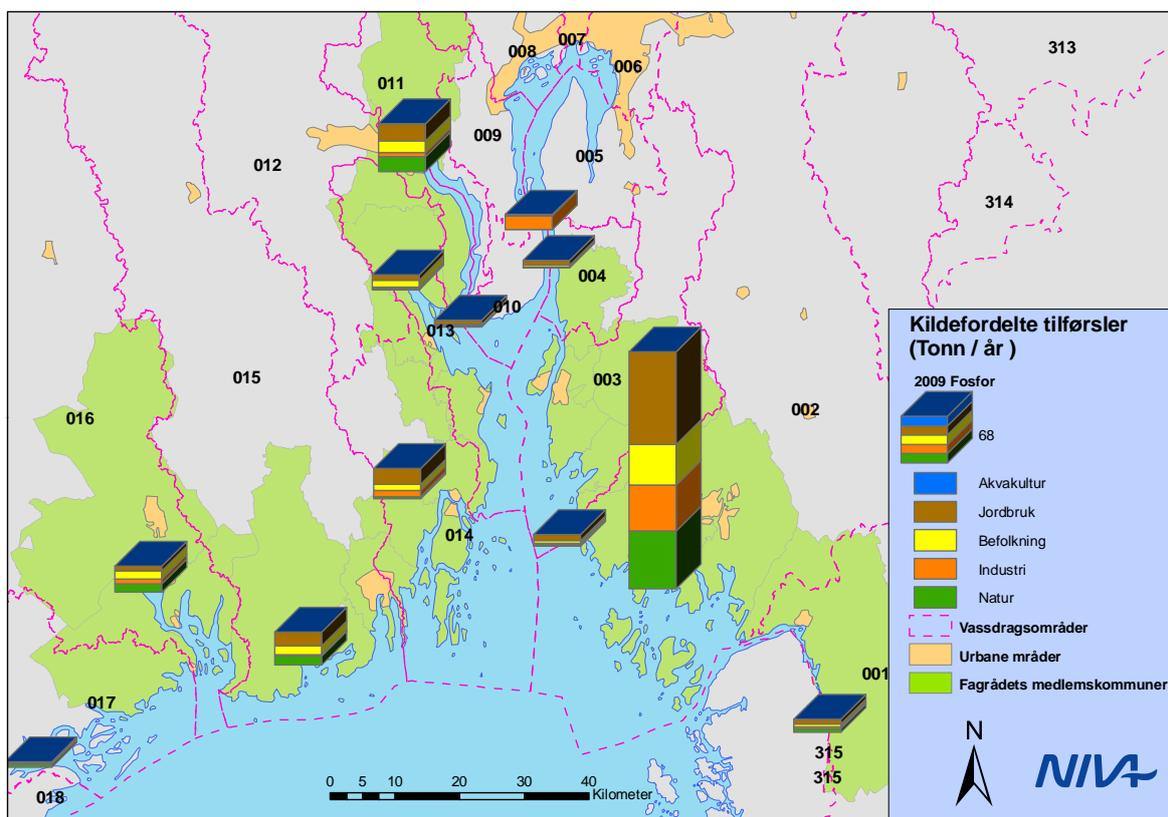 007
008
313
006
011
009
005
012
314
004
010
013
015
003
002
016
014
001
017
315
315
018
0 5 10 20 30 40
Kilometer
Kildefordelte tilførsler
(Tonn / år )
2009 Fosfor
68
Akvakultur
Jordbruk
Befolkning
Industri
Natur
Vassdragsområder
Urbane mråder
Fagrådets medlemskommuner
N
NIVA